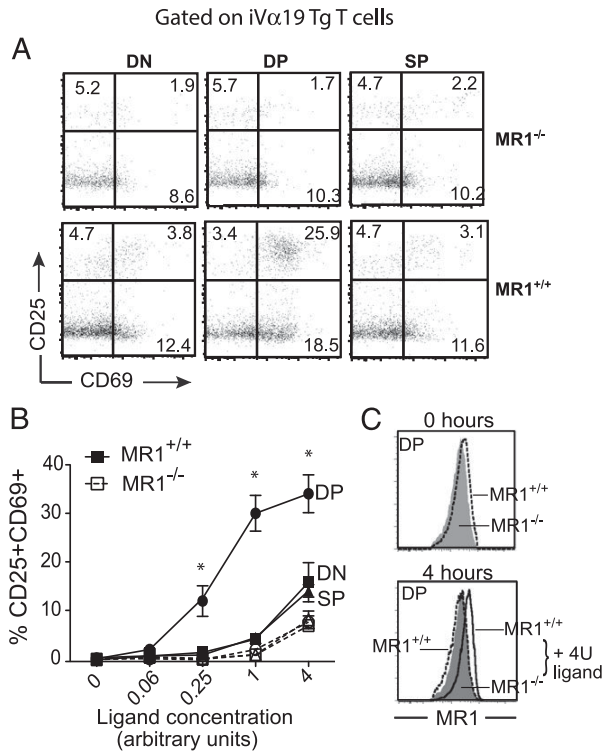 Gated on iVα19 Tg T cells
A
DN DP SP
5.2 1.9 5.7 1.7 4.7 2.2
MR1-/-
8.6 10.3 10.2
4.7 3.8 3.4 25.9 4.7 3.1
MR1+/+
12.4 18.5 11.6
CD25
CD69
B
MR1+/+
MR1-/-
% CD25+CD69+
40
30
20
10
0
* * *
DP
DN
SP
0 0.06 0.25 1 4
Ligand concentration
(arbitrary units)
C
0 hours
DP
MR1+/+
MR1-/-
4 hours
DP
MR1+/+
MR1+/+
+ 4U
ligand
MR1-/-
MR1